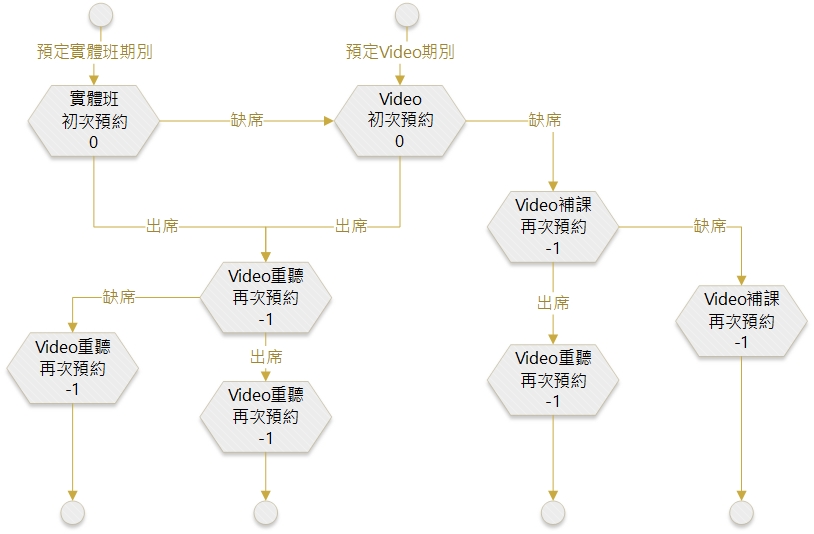 預定實體班期別
預定Video期別
實體班
初次預約
0
缺席
Video
初次預約
0
缺席
Video補課
再次預約
-1
缺席
出席
出席
Video重聽
再次預約
-1
缺席
出席
Video補課
再次預約
-1
Video重聽
再次預約
-1
出席
Video重聽
再次預約
-1
Video重聽
再次預約
-1